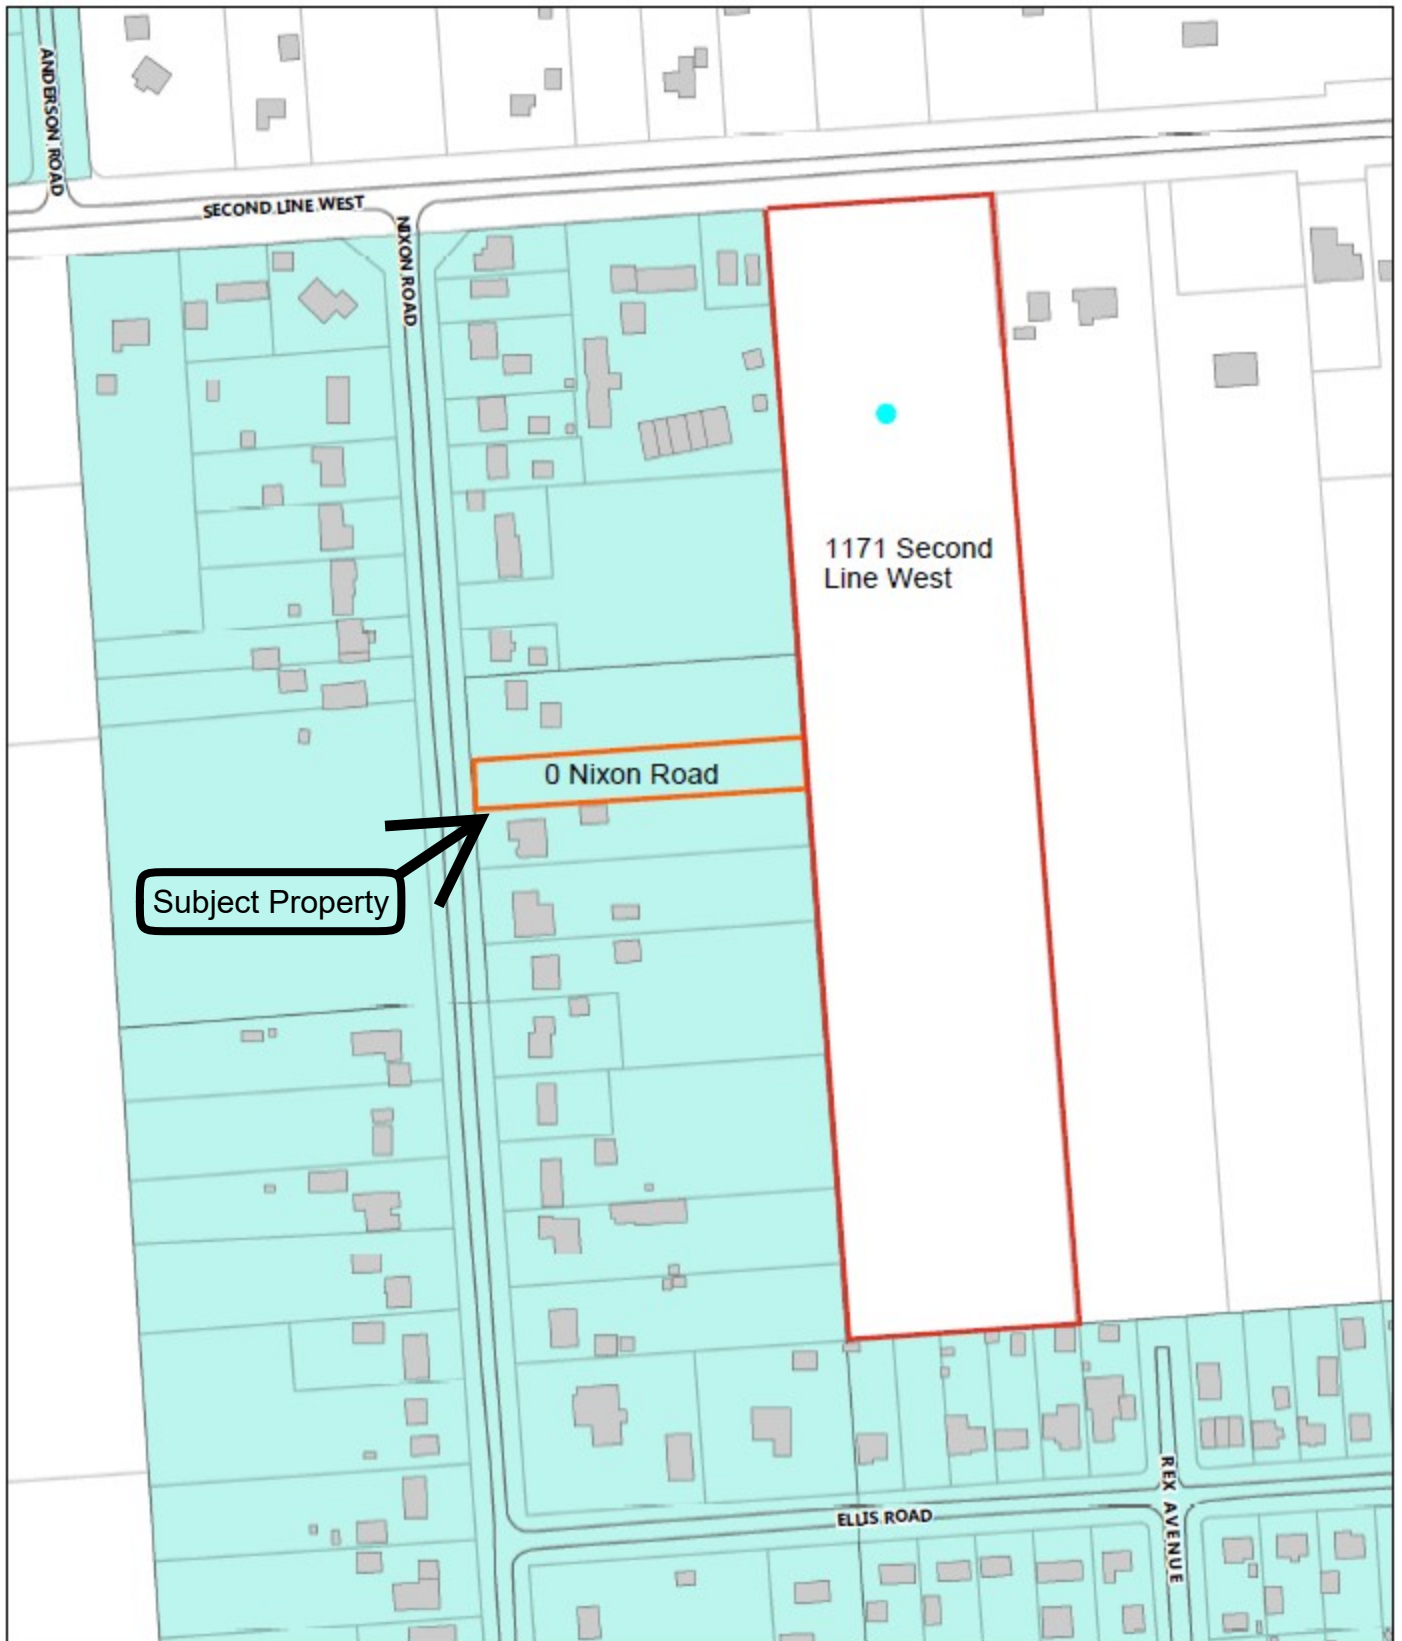 ANDERSON ROAD
SECOND LINE WEST
NIXON ROAD
1171 Second
Line West
0 Nixon Road
Subject Property
REX AVENUE
ELLIS ROAD